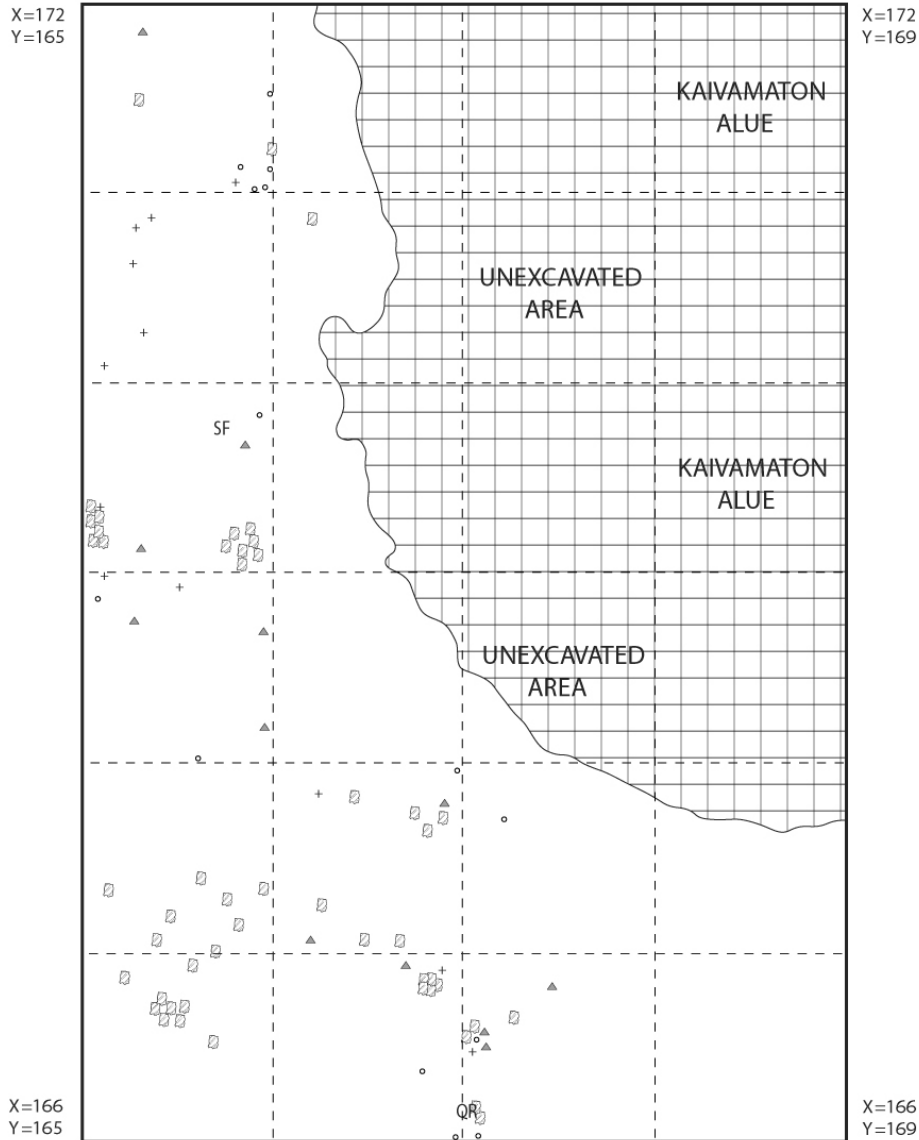 X=172
Y=165
X=172
Y=169
KAIVAMATON
ALUE
UNEXCAVATED
AREA
SF
KAIVAMATON
ALUE
UNEXCAVATED
AREA
X=166
Y=165
QR
X=166
Y=169